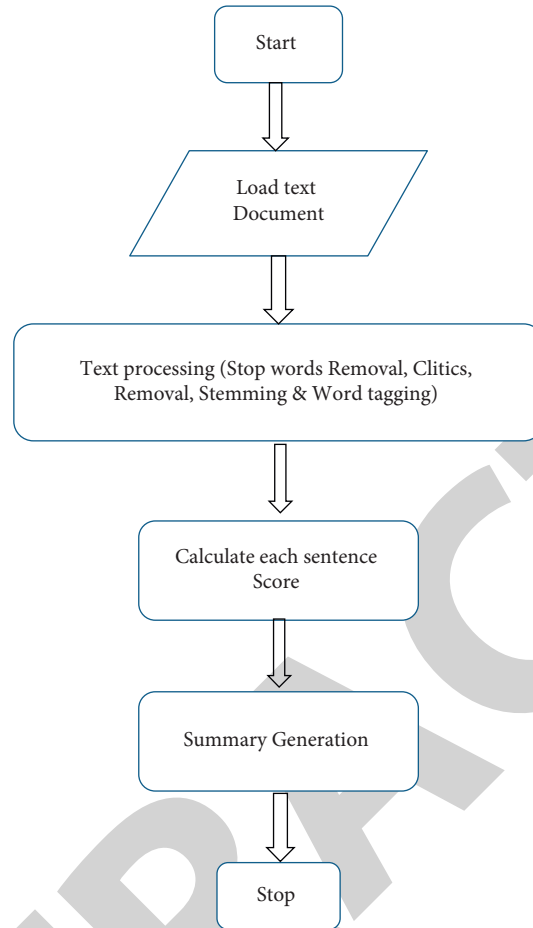 Start
Load text
Document
Text processing (Stop words Removal, Clitics,
Removal, Stemming & Word tagging)
Calculate each sentence
Score
Summary Generation
Stop